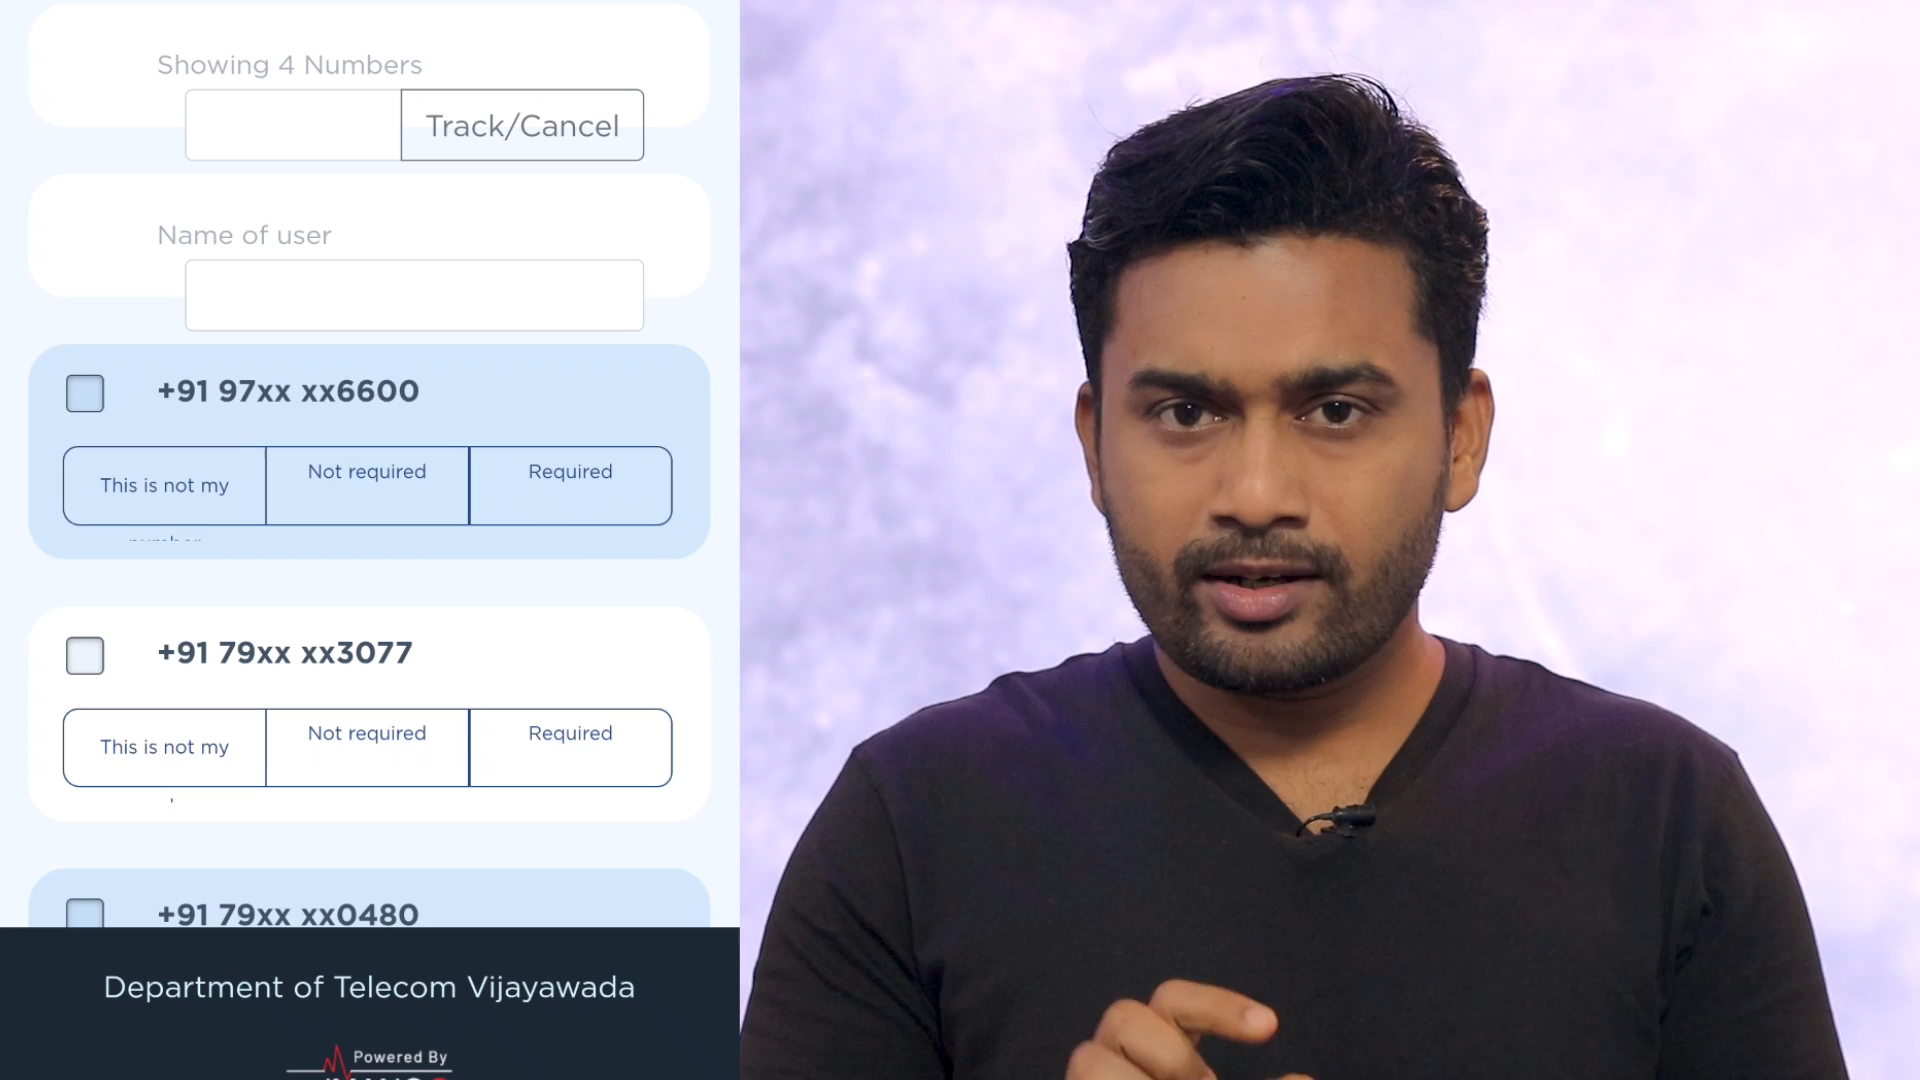 Showing 4 Numbers
Track/Cancel
Name of user
+91 97xx xx6600
This is not my
number
Not required
Required
+91 79xx xx3077
This is not my
Not required
Required
+91 79xx xx0480
Department of Telecom Vijayawada
Powered By